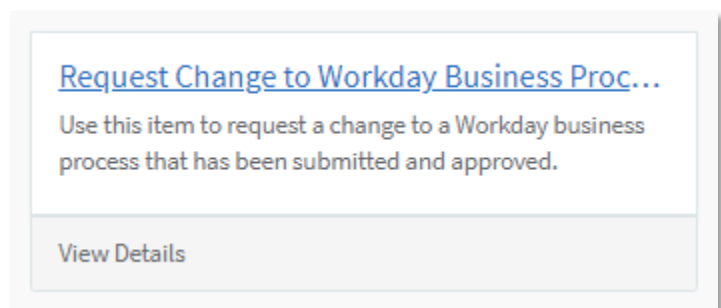 Request Change to Workday Business Proc...
Use this item to request a change to a Workday business
process that has been submitted and approved.
View Details